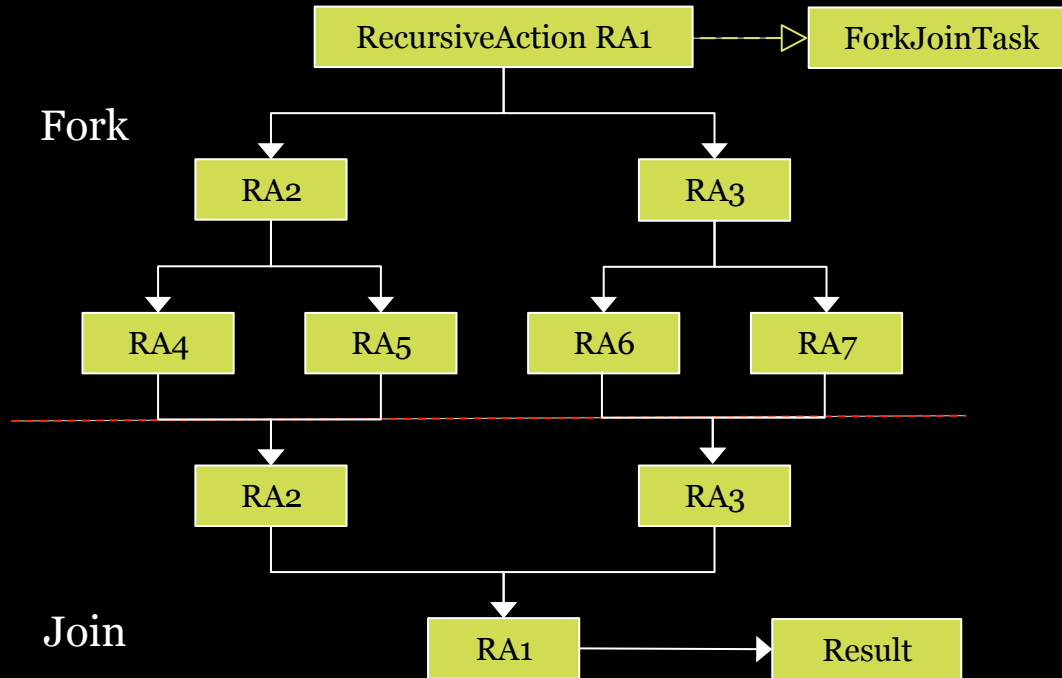 RecursiveAction RA1
ForkJoinTask
Fork
RA2
RA3
RA4
RA5
RA6
RA7
RA2
RA3
Join
RA1
Result